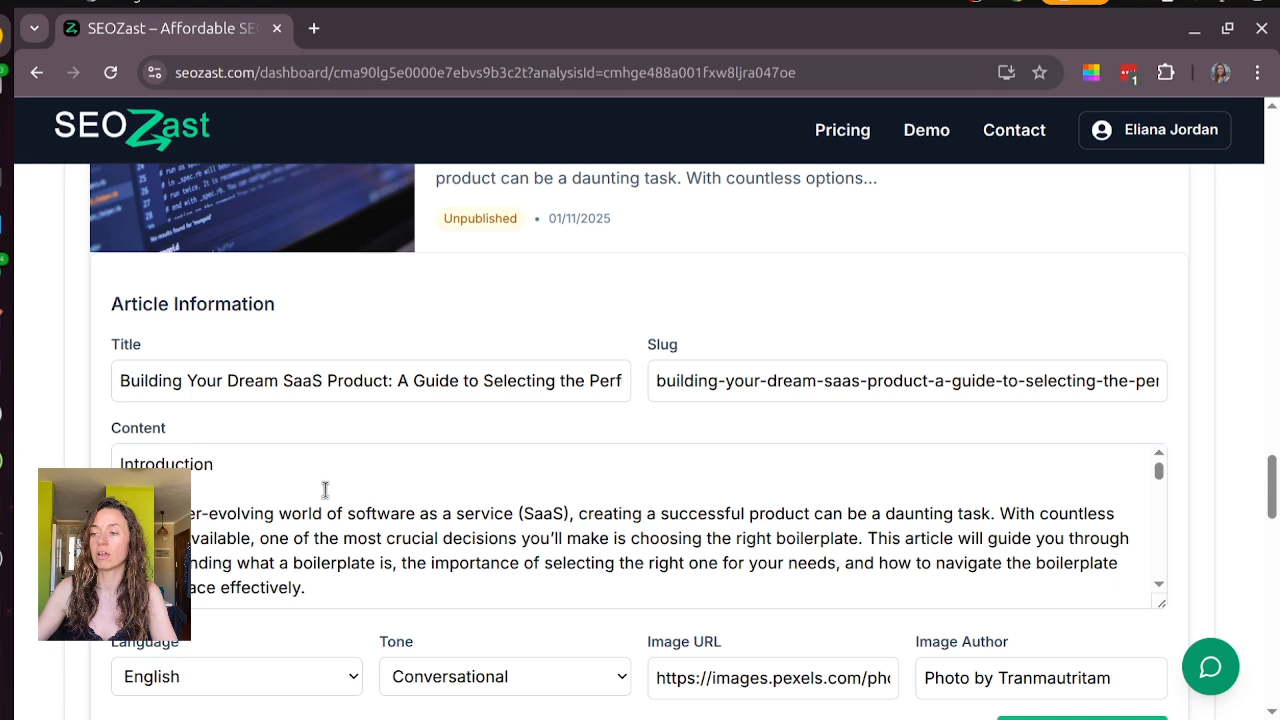 SEOZast – Affordable SE
seozast.com/dashboard/cma90lg5e0000e7ebvs9b3c2t?analysisId=cmhge488a001fxw8ljra047oe
1
SEOZast
Pricing
Demo
Contact
Eliana Jordan
product can be a daunting task. With countless options...
Unpublished • 01/11/2025
Article Information
Title
Slug
Building Your Dream SaaS Product: A Guide to Selecting the Perf
building-your-dream-saas-product-a-guide-to-selecting-the-per
Content
Introduction
er-evolving world of software as a service (SaaS), creating a successful product can be a daunting task. With countless
vailable, one of the most crucial decisions you'll make is choosing the right boilerplate. This article will guide you through
nding what a boilerplate is, the importance of selecting the right one for your needs, and how to navigate the boilerplate
ace effectively.
Language
Tone
Image URL
Image Author
English
Conversational
https://images.pexels.com/pho
Photo by Tranmautritam